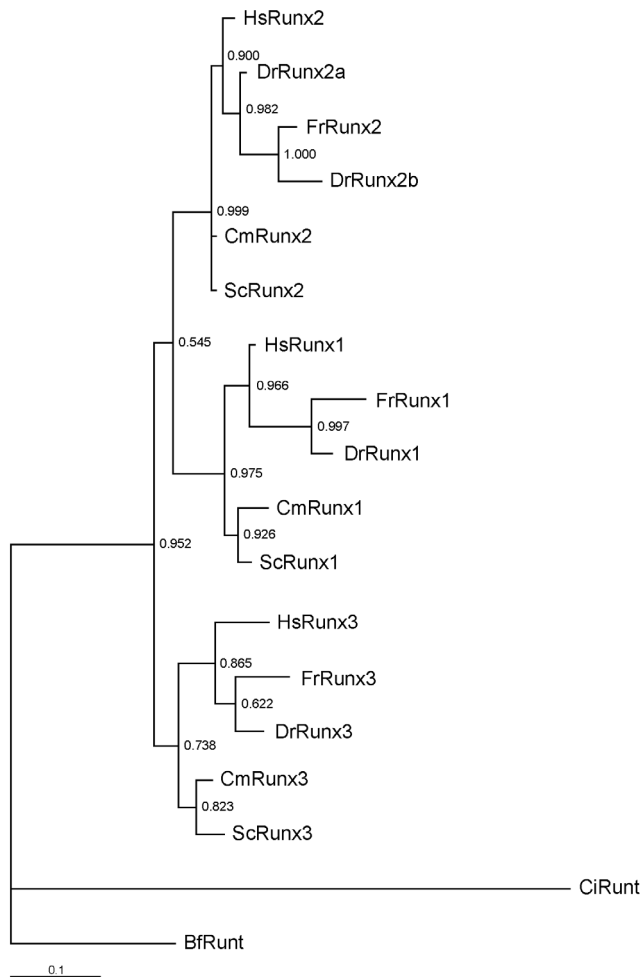 HsRunx2
0.900
DrRunx2a
0.982
FrRunx2
1.000
DrRunx2b
0.999
CmRunx2
ScRunx2
0.545
HsRunx1
0.966
FrRunx1
0.997
DrRunx1
0.975
CmRunx1
0.926
ScRunx1
0.952
HsRunx3
0.865
FrRunx3
0.622
DrRunx3
0.738
CmRunx3
0.823
ScRunx3
CiRunt
BfRunt
0.1